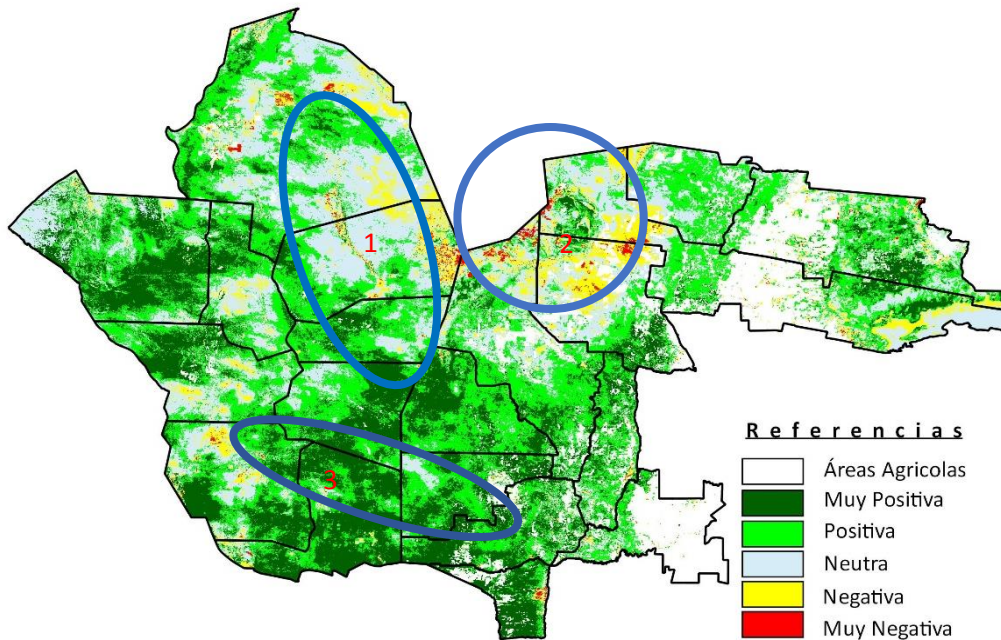 1
2
3
Referencias
Áreas Agricolas
Muy Positiva
Positiva
Neutra
Negativa
Muy Negativa